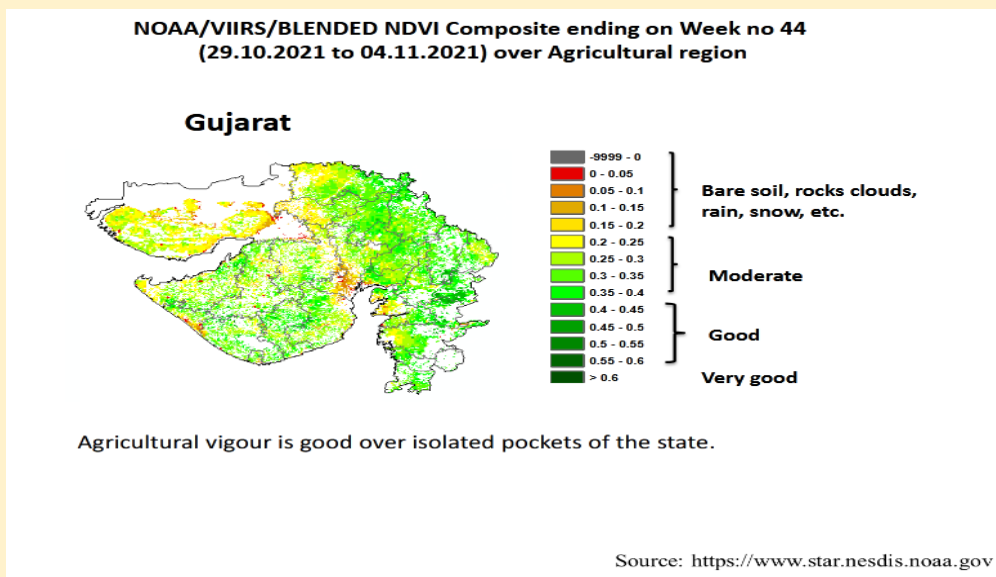 NOAA/VIIRS/BLENDED NDVI Composite ending on Week no 44
(29.10.2021 to 04.11.2021) over Agricultural region
Gujarat
-9999 - 0
0 - 0.05
0.05 - 0.1
0.1 - 0.15
0.15 - 0.2
0.2 - 0.25
0.25 - 0.3
0.3 - 0.35
0.35 - 0.4
0.4 - 0.45
0.45 - 0.5
0.5 - 0.55
0.55 - 0.6
> 0.6
Bare soil, rocks clouds,
rain, snow, etc.
Moderate
Good
Very good
Agricultural vigour is good over isolated pockets of the state.
Source: https://www.star.nesdis.noaa.gov